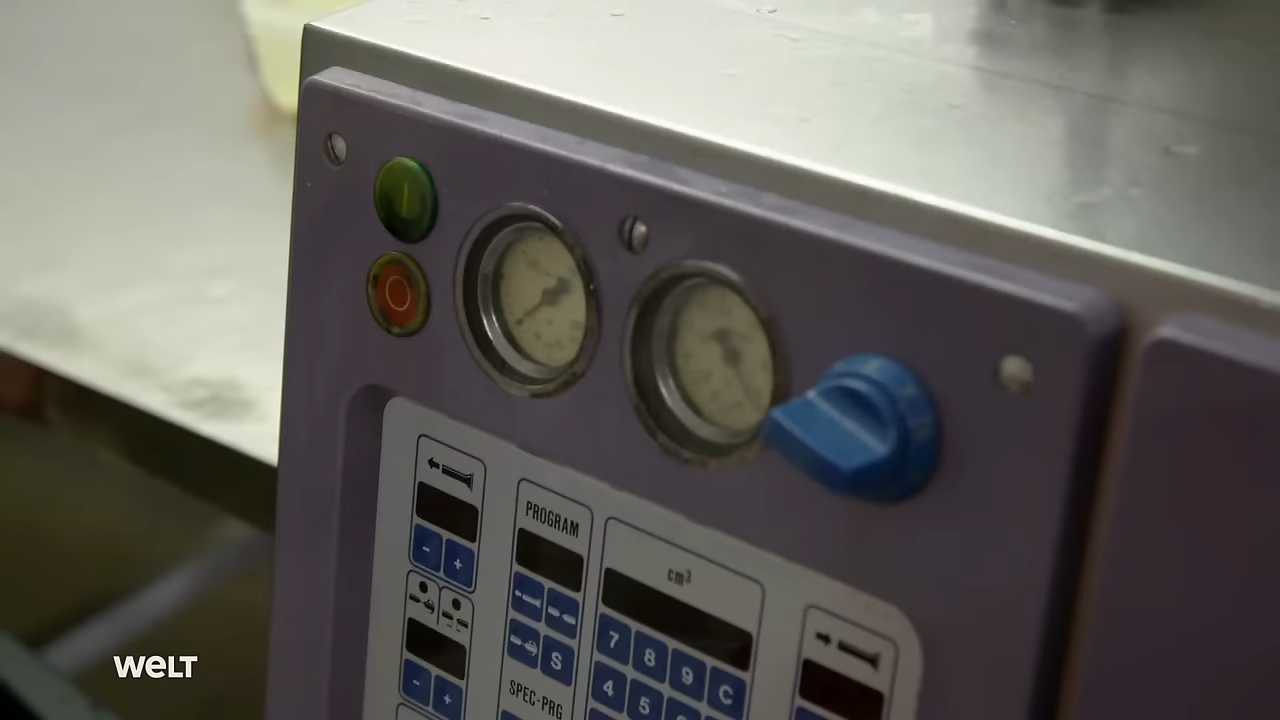 PROGRAM
cm³
- +
7 8 9 C
S
- +
4 5
SPEC-PRG
welt